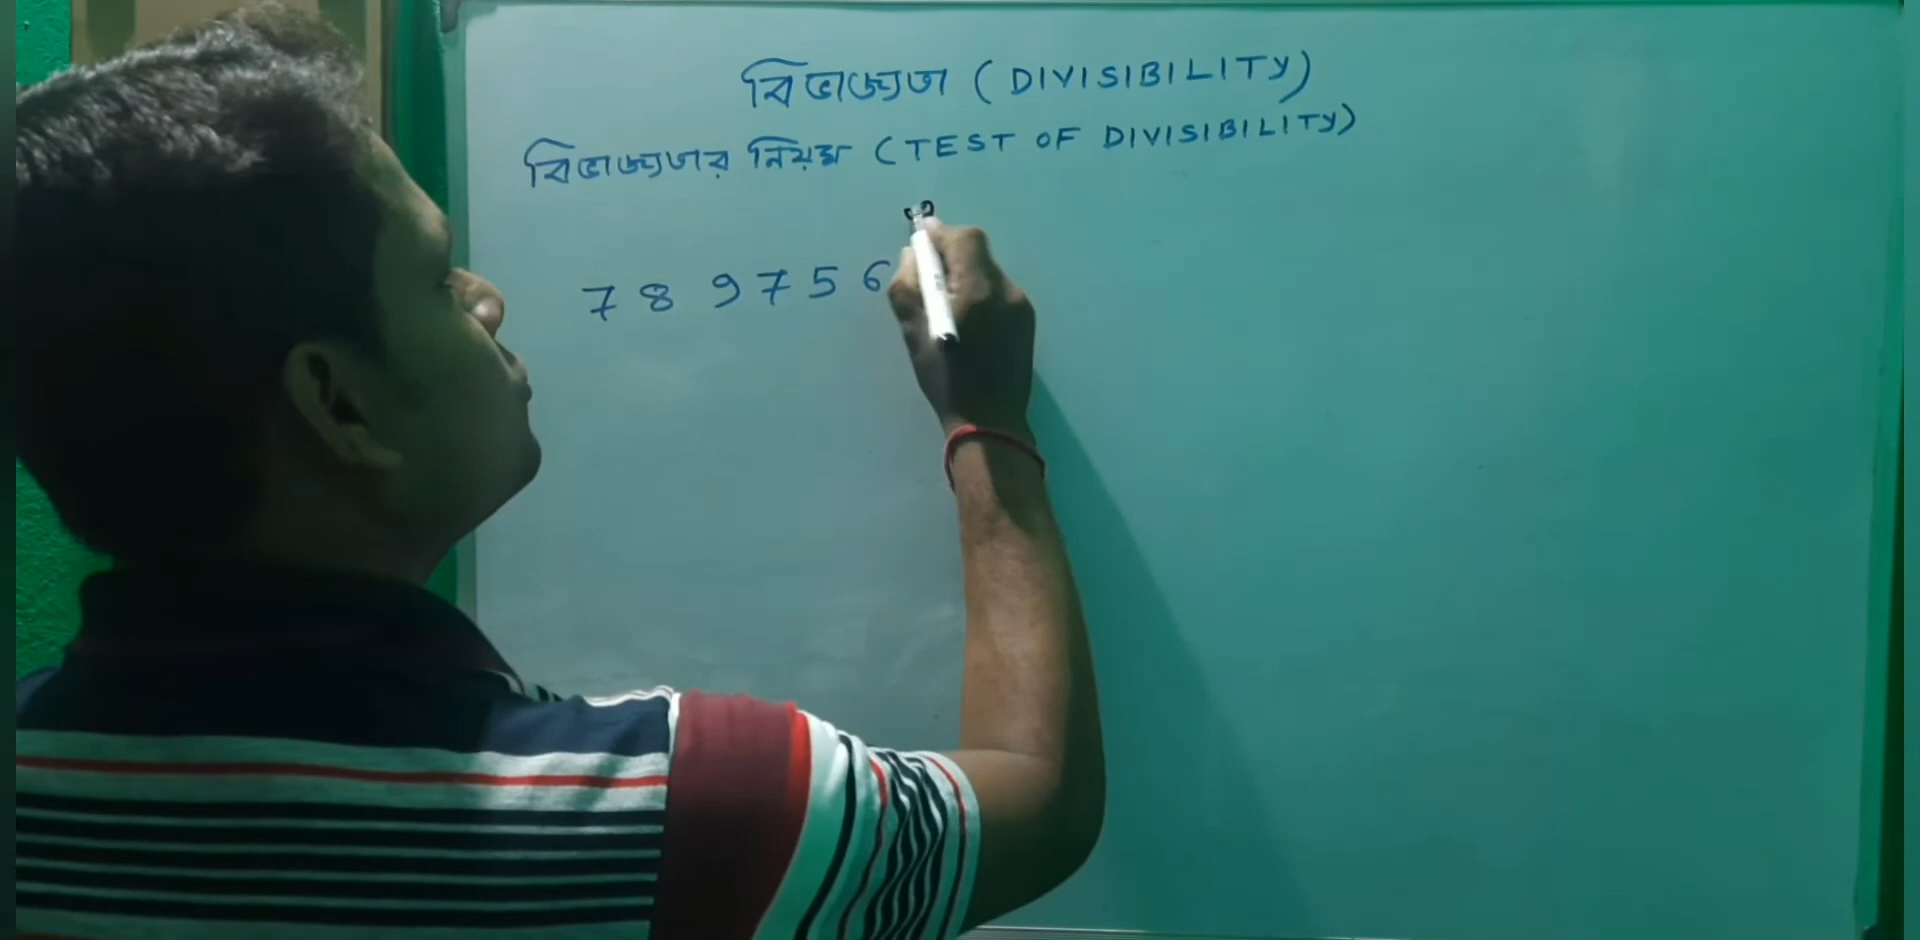 বিভাজ্যতা (DIVISIBILITY)
বিভাজ্যতার নিয়ম (TEST OF DIVISIBILITY)
7 8 9 7 5 6